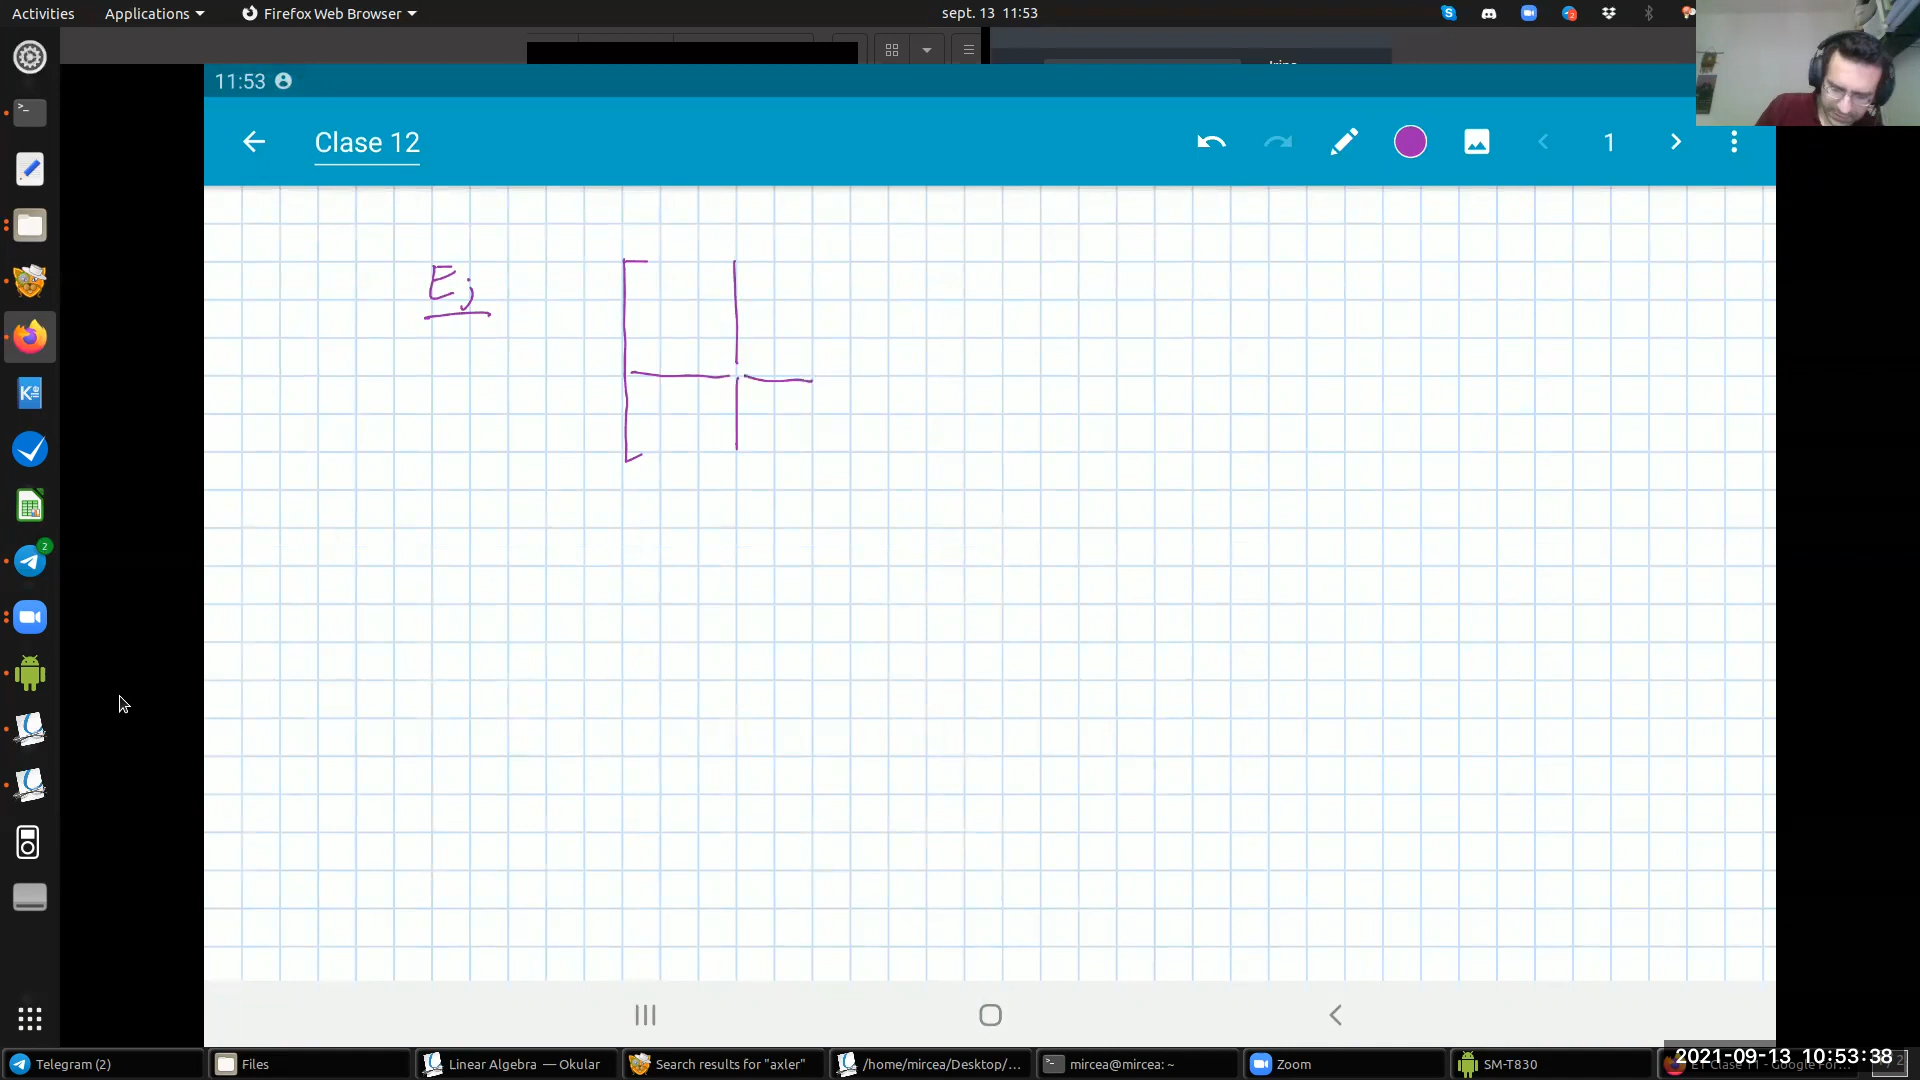 Activities Applications Firefox Web Browser sept. 13 11:53
11:53
Clase 12 1
Ej
Telegram (2) Files Linear Algebra — Okular Search results for "axler" /home/mircea/Desktop/... mircea@mircea: ~ Zoom SM-T830
2021-09-13 10:53:38
2
2